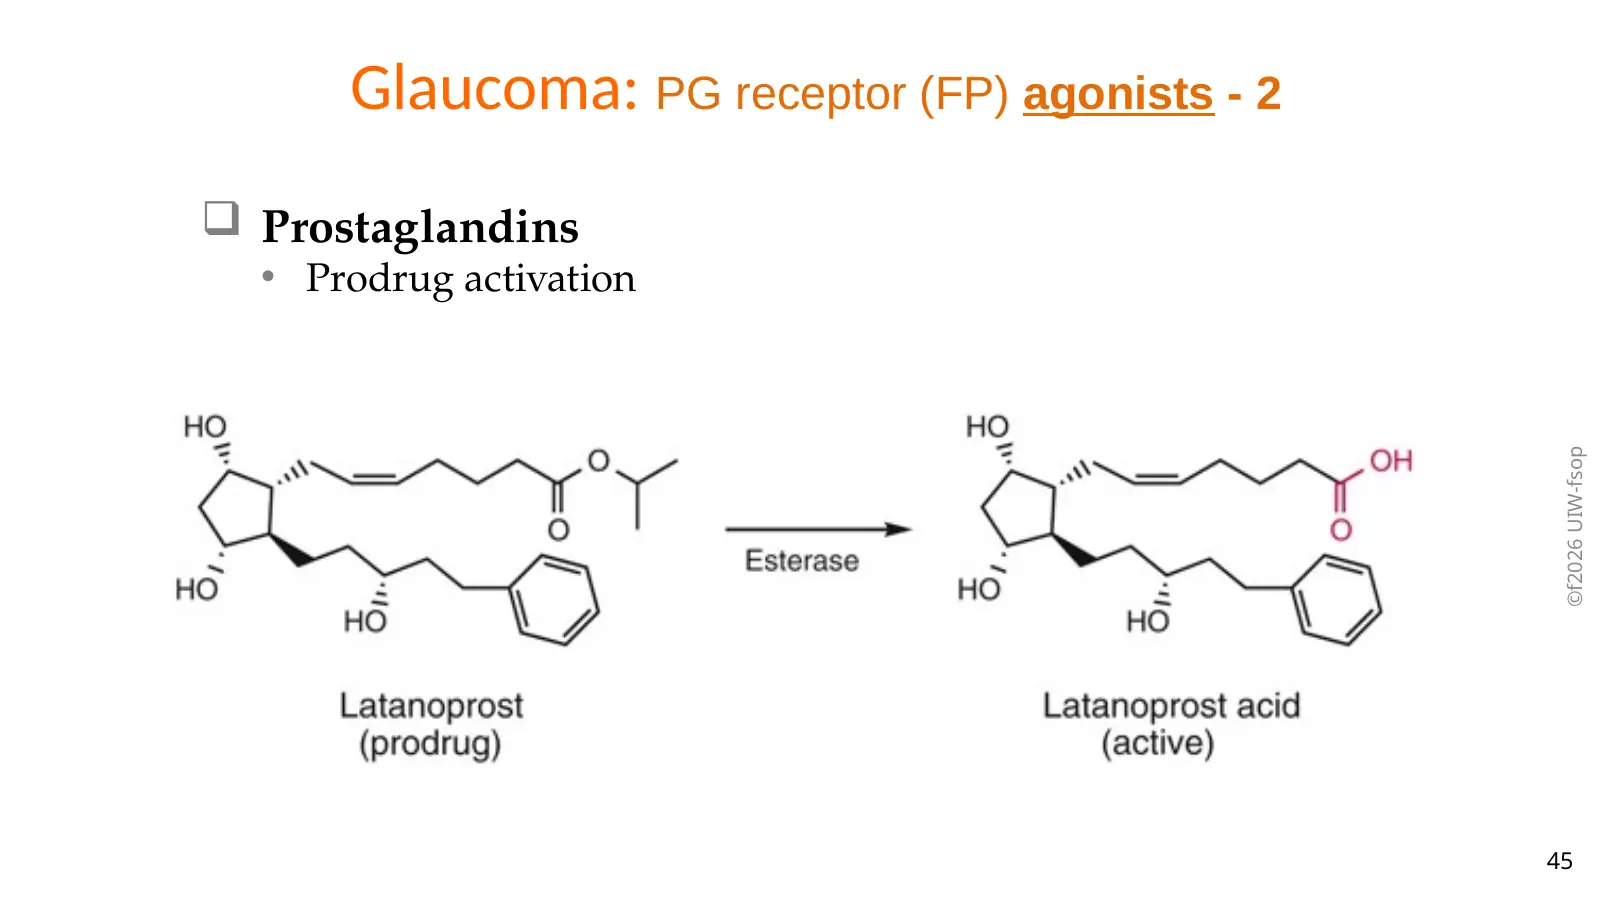 Glaucoma: PG receptor (FP) agonists - 2
❑ Prostaglandins
• Prodrug activation
HO
O
O
HO
HO
Latanoprost
(prodrug)
Esterase
HO
OH
O
HO
HO
Latanoprost acid
(active)
©f2026 UIW-fsop
45